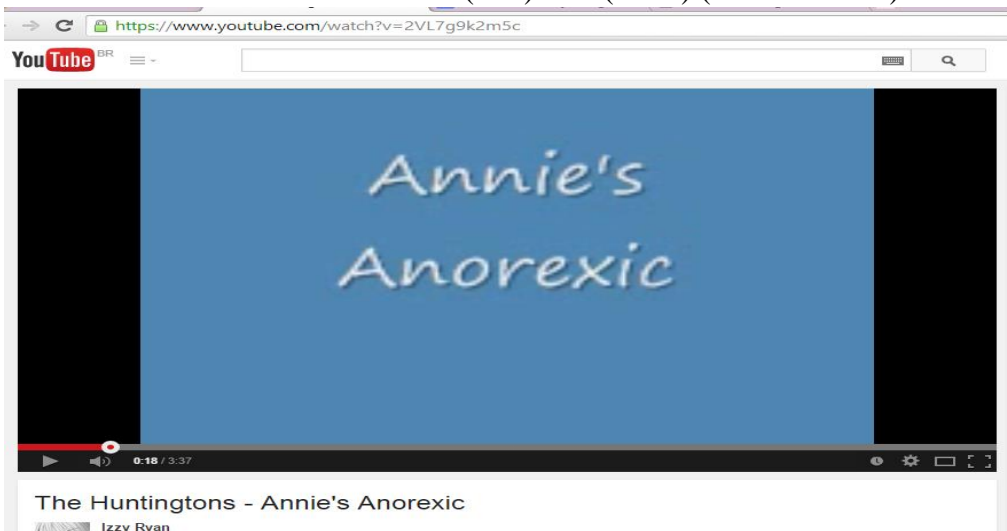 https://www.youtube.com/watch?v=2VL7g9k2m5c
YouTube BR
Annie's
Anorexic
0:18 / 3:37
The Huntingtons - Annie's Anorexic
Izzy Ryan